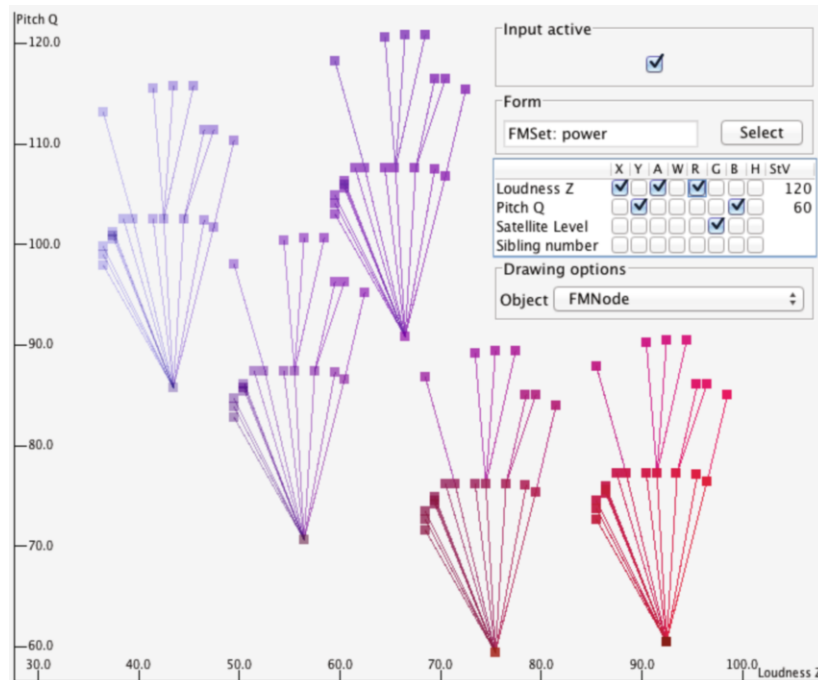 Pitch Q
120.0
110.0
100.0
90.0
80.0
70.0
60.0
30.0 40.0 50.0 60.0 70.0 80.0 90.0 100.0 Loudness Z
Input active
Form
FMSet: power Select
X Y A W R G B H StV
Loudness Z 120
Pitch Q 60
Satellite Level
Sibling number
Drawing options
Object FMNode